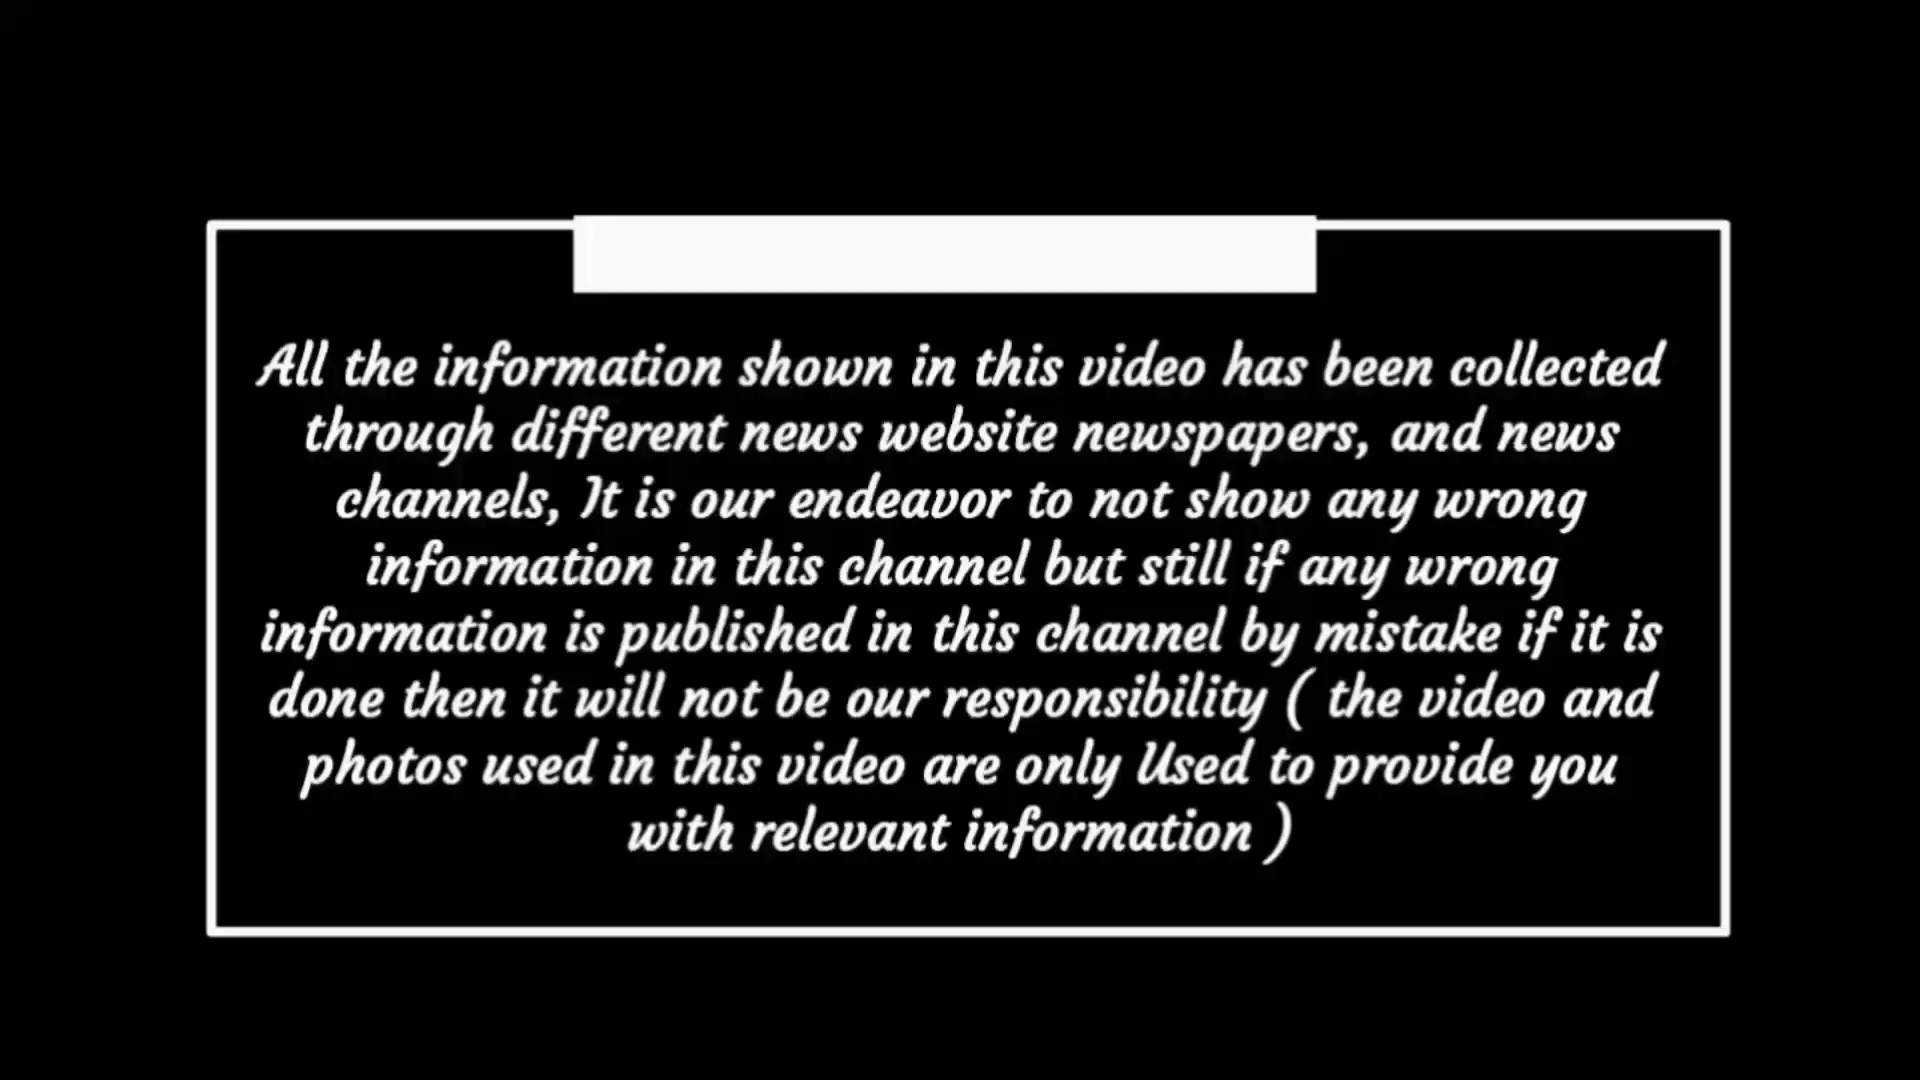 All the information shown in this video has been collected
through different news website newspapers, and news
channels, It is our endeavor to not show any wrong
information in this channel but still if any wrong
information is published in this channel by mistake if it is
done then it will not be our responsibility ( the video and
photos used in this video are only Used to provide you
with relevant information )